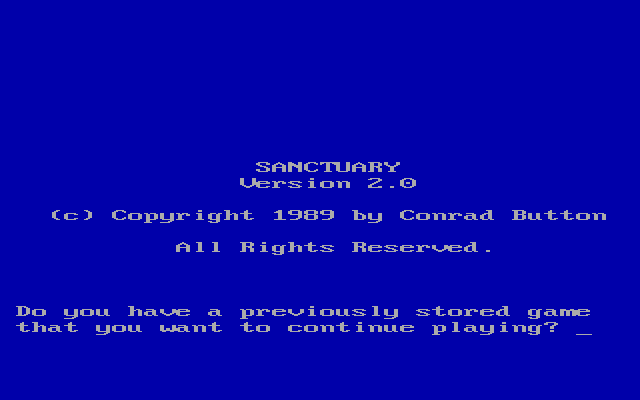 SANCTUARY
Version 2.0
(c) Copyright 1989 by Conrad Button
All Rights Reserved.
Do you have a previously stored game
that you want to continue playing? _